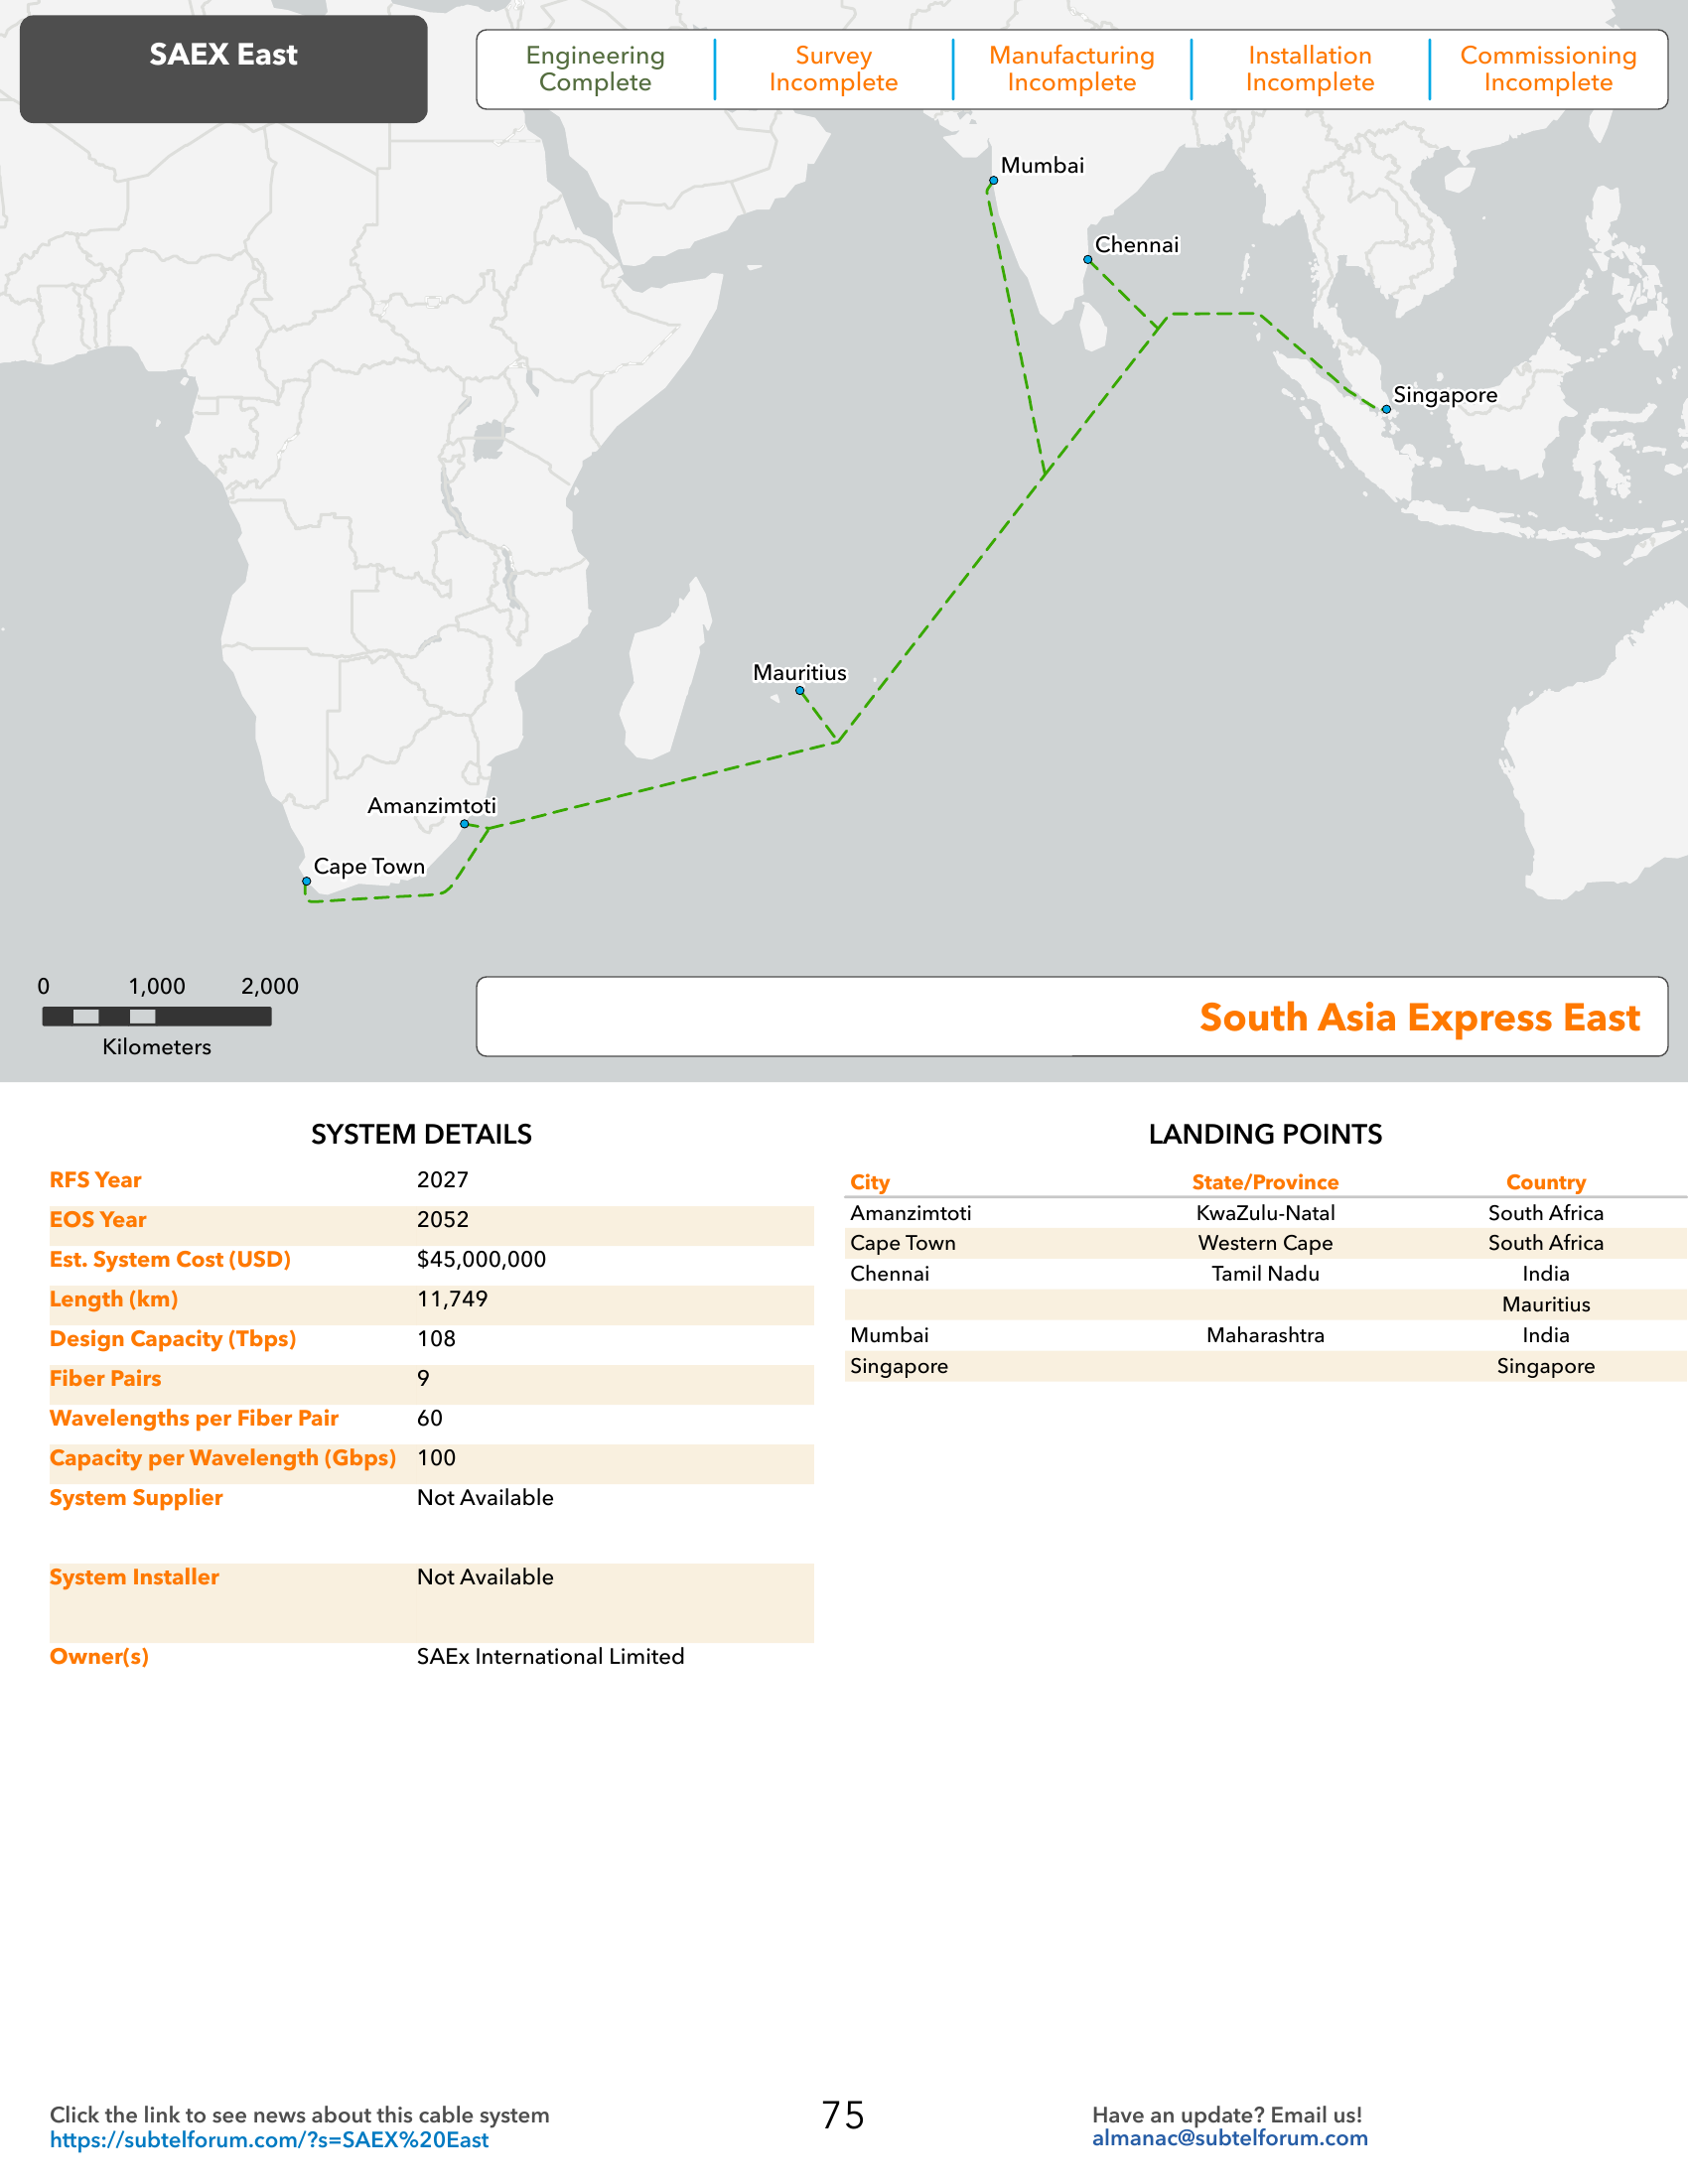 SAEX East
Engineering
Complete
Survey
Incomplete
Manufacturing
Incomplete
Installation
Incomplete
Commissioning
Incomplete
Mumbai
Chennai
Singapore
Mauritius
Amanzimtoti
Cape Town
0 1,000 2,000
Kilometers
South Asia Express East
SYSTEM DETAILS
RFS Year 2027
EOS Year 2052
Est. System Cost (USD) $45,000,000
Length (km) 11,749
Design Capacity (Tbps) 108
Fiber Pairs 9
Wavelengths per Fiber Pair 60
Capacity per Wavelength (Gbps) 100
System Supplier Not Available
System Installer Not Available
Owner(s) SAEx International Limited
LANDING POINTS
City State/Province Country
Amanzimtoti KwaZulu-Natal South Africa
Cape Town Western Cape South Africa
Chennai Tamil Nadu India
Mauritius
Mumbai Maharashtra India
Singapore Singapore
Click the link to see news about this cable system
https://subtelforum.com/?s=SAEX%20East
75
Have an update? Email us!
almanac@subtelforum.com